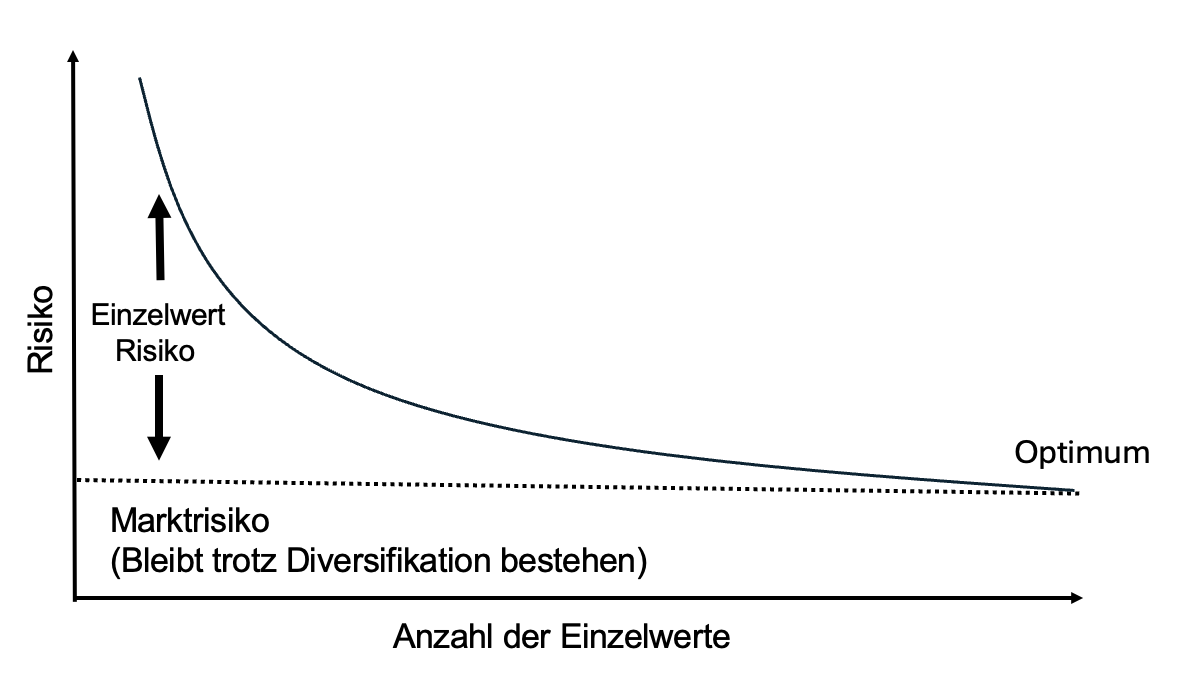 Risiko
Einzelwert
Risiko
Optimum
Marktrisiko
(Bleibt trotz Diversifikation bestehen)
Anzahl der Einzelwerte